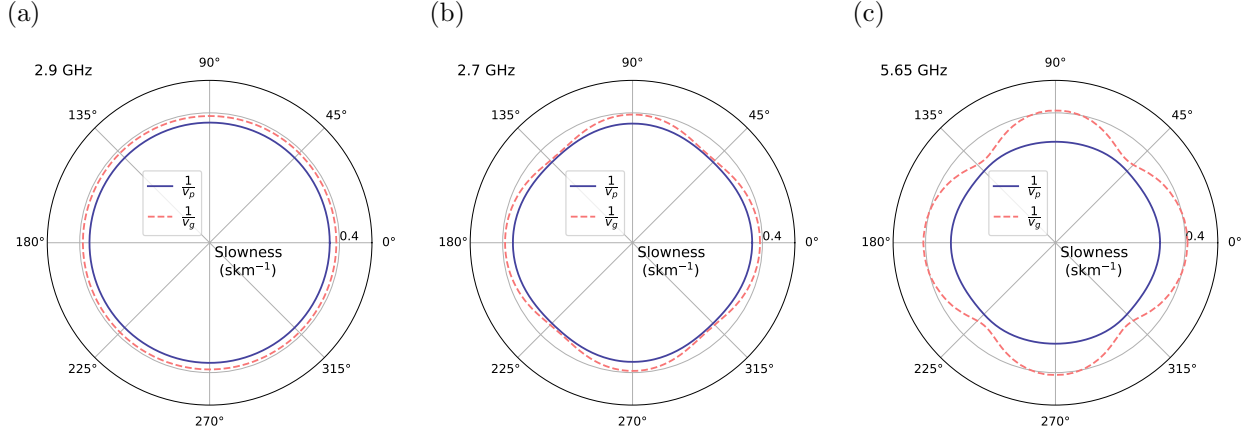 (a)
2.9 GHz
90°
135°
45°
1/v_p
1/v_g
180°
0.4
0°
Slowness
(skm⁻¹)
225°
315°
270°
(b)
2.7 GHz
90°
135°
45°
1/v_p
1/v_g
180°
0.4
0°
Slowness
(skm⁻¹)
225°
315°
270°
(c)
5.65 GHz
90°
135°
45°
1/v_p
1/v_g
180°
0.4
0°
Slowness
(skm⁻¹)
225°
315°
270°